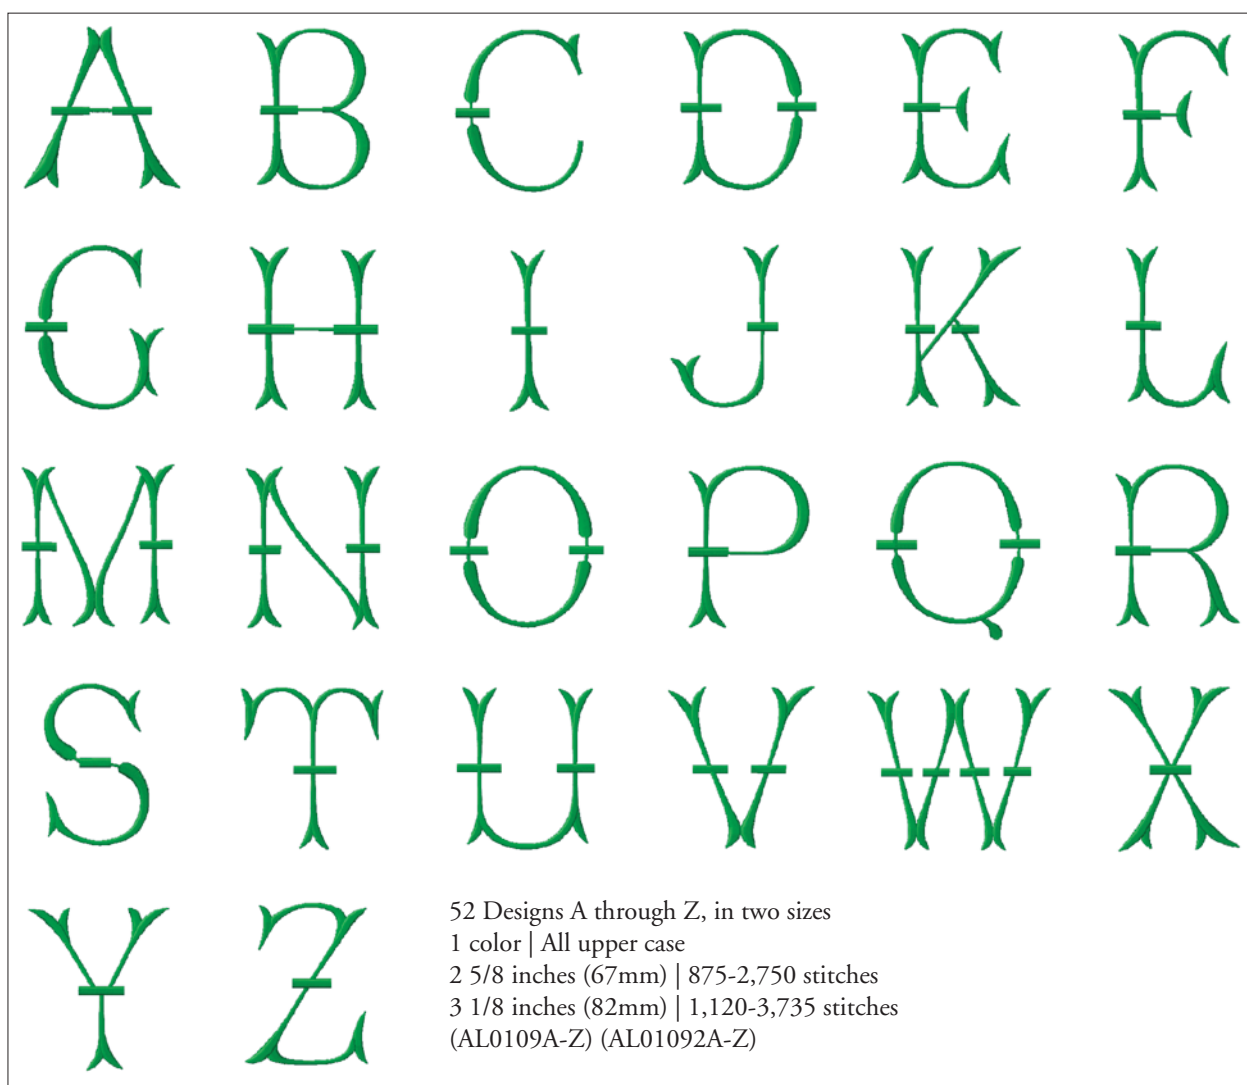 A B C D E F
G H I J K L
M N O P Q R
S T U V W X
Y Z
52 Designs A through Z, in two sizes
1 color | All upper case
2 5/8 inches (67mm) | 875-2,750 stitches
3 1/8 inches (82mm) | 1,120-3,735 stitches
(AL0109A-Z) (AL01092A-Z)